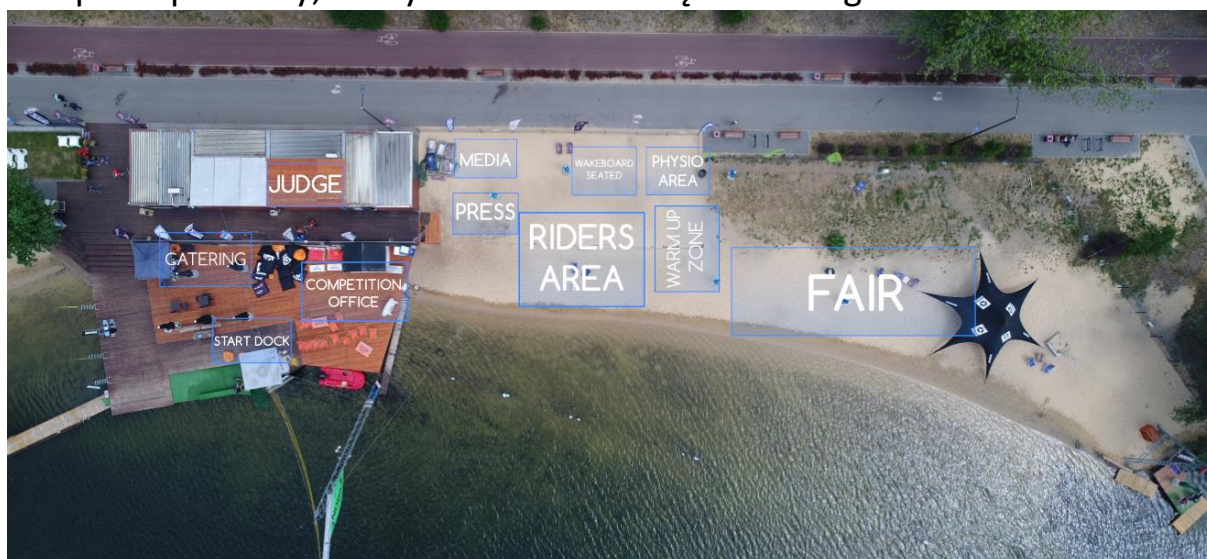 MEDIA
WAKEBOARD
SEATED
PHYSIO
AREA
JUDGE
PRESS
RIDERS
AREA
WARM UP
ZONE
CATERING
COMPETITION
OFFICE
FAIR
START DOCK